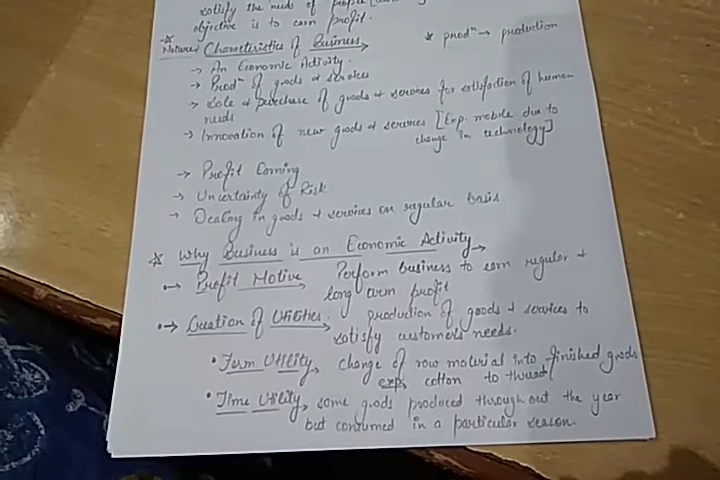 satisfy the needs of people
objective is to earn profit.
* Nature / Characteristics of Business → * prodⁿ → production
→ An Economic Activity.
→ Prodⁿ of goods & services
→ Sale & purchase of goods & services for satisfaction of human
needs
→ Innovation of new goods & services [Exp. mobile due to
change in technology]
→ Profit Earning
→ Uncertainty of Risk
→ Dealing in goods & services on regular basis
* Why Business is an Economic Activity →
• → Profit Motive → Perform business to earn regular &
long term profit
• → Creation of Utilities → production of goods & services to
satisfy customers needs.
• Form Utility → change of raw material into finished goods
exp, cotton to thread
• Time Utility → some goods produced throughout the year
but consumed in a particular season.